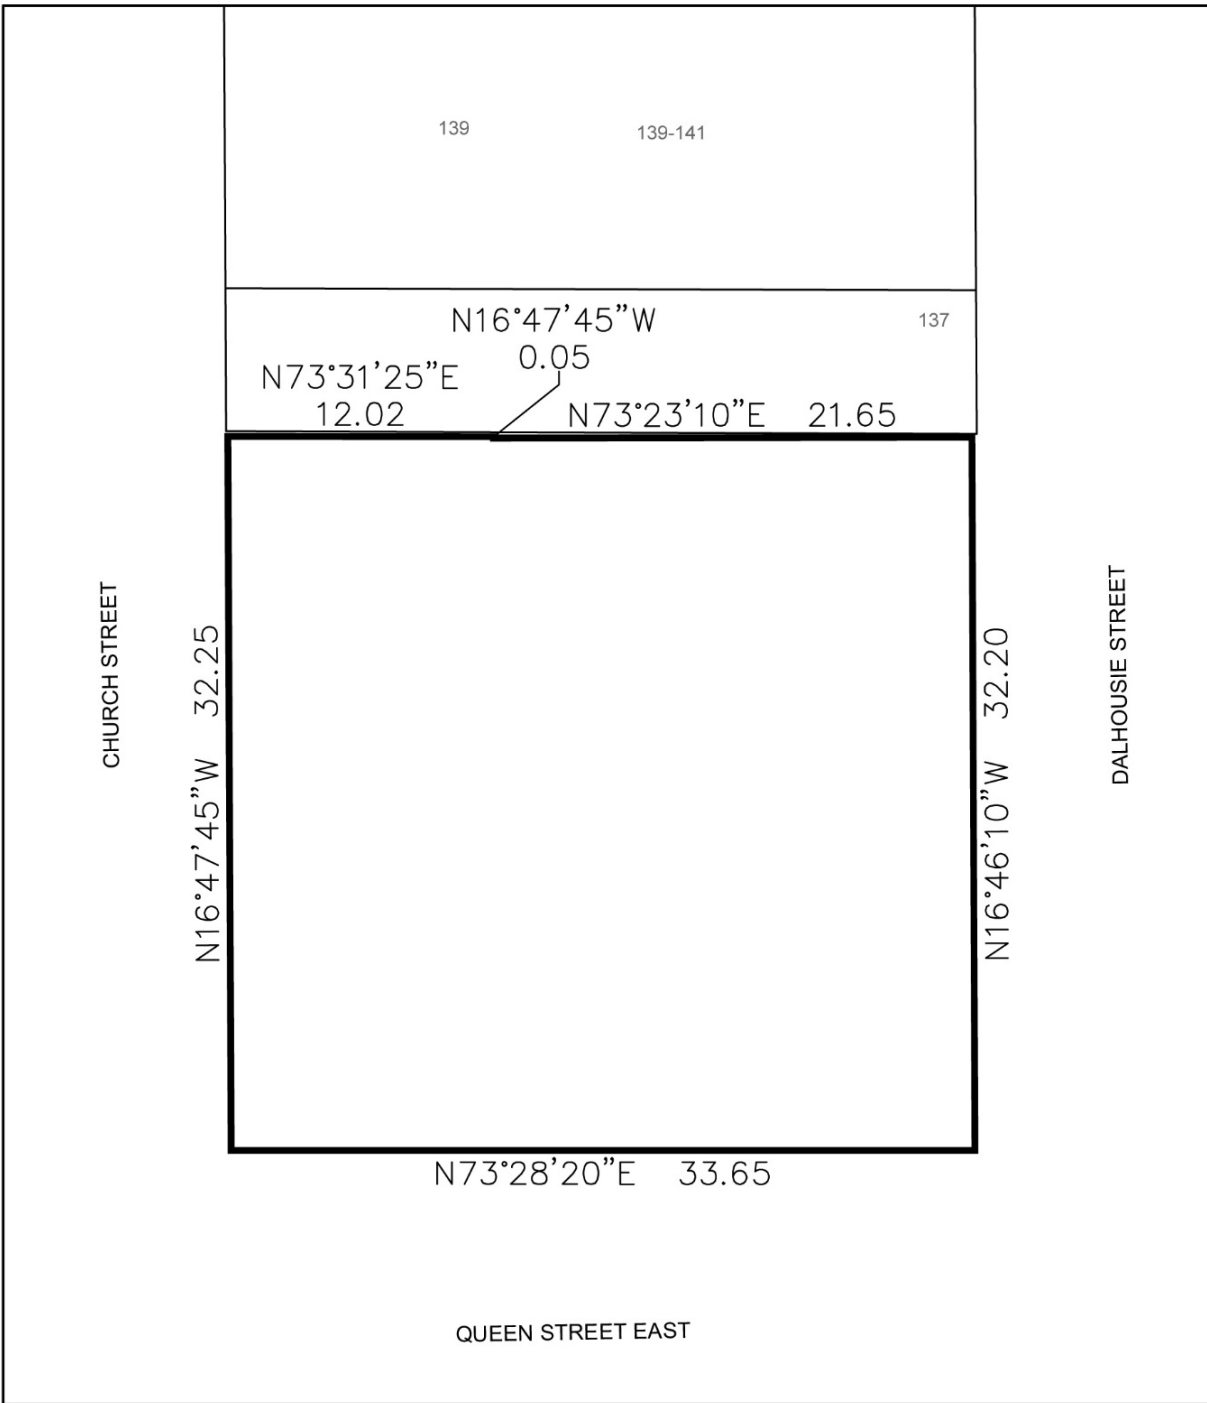 139
139-141
N16°47'45”W
137
0.05
N73°31'25”E
12.02
N73°23'10”E 21.65
CHURCH STREET
N16°47'45”W 32.25
N16°46'10”W 32.20
DALHOUSIE STREET
N73°28'20”E 33.65
QUEEN STREET EAST